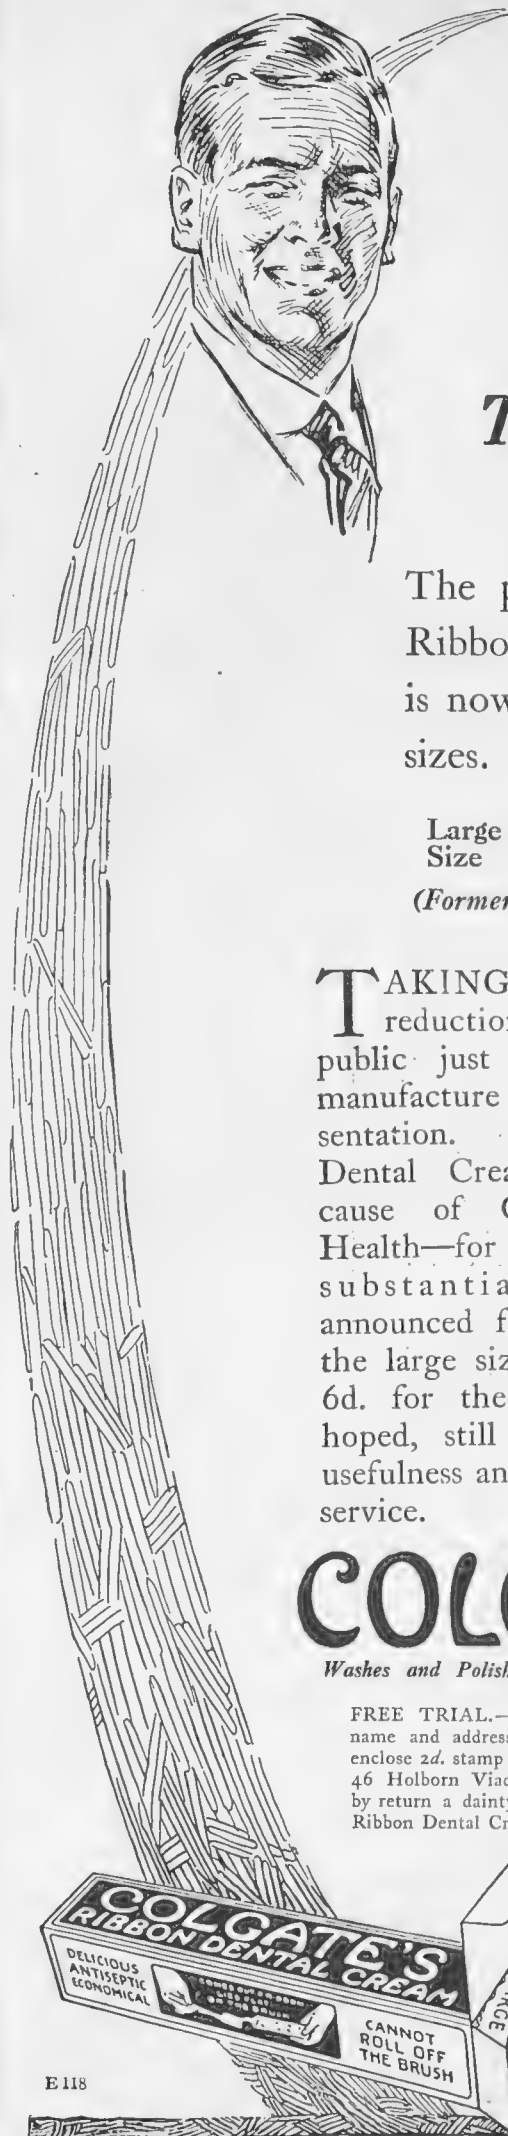 T
The p
Ribbo
is now
sizes.
Large
Size
(Former
TAKING
reduction
public just
manufacture
sentation.
Dental Crea
cause of C
Health—for
substantia
announced f
the large siz
6d. for the
hoped, still
usefulness an
service.
COLG
Washes and Polish
FREE TRIAL.—
name and address
enclose 2d. stamp
46 Holborn Viad
by return a dainty
Ribbon Dental Cr
COLGATE'S
RIBBON DENTAL CREAM
DELICIOUS
ANTISEPTIC
ECONOMICAL
CANNOT
ROLL OFF
THE BRUSH
RGE
E 118